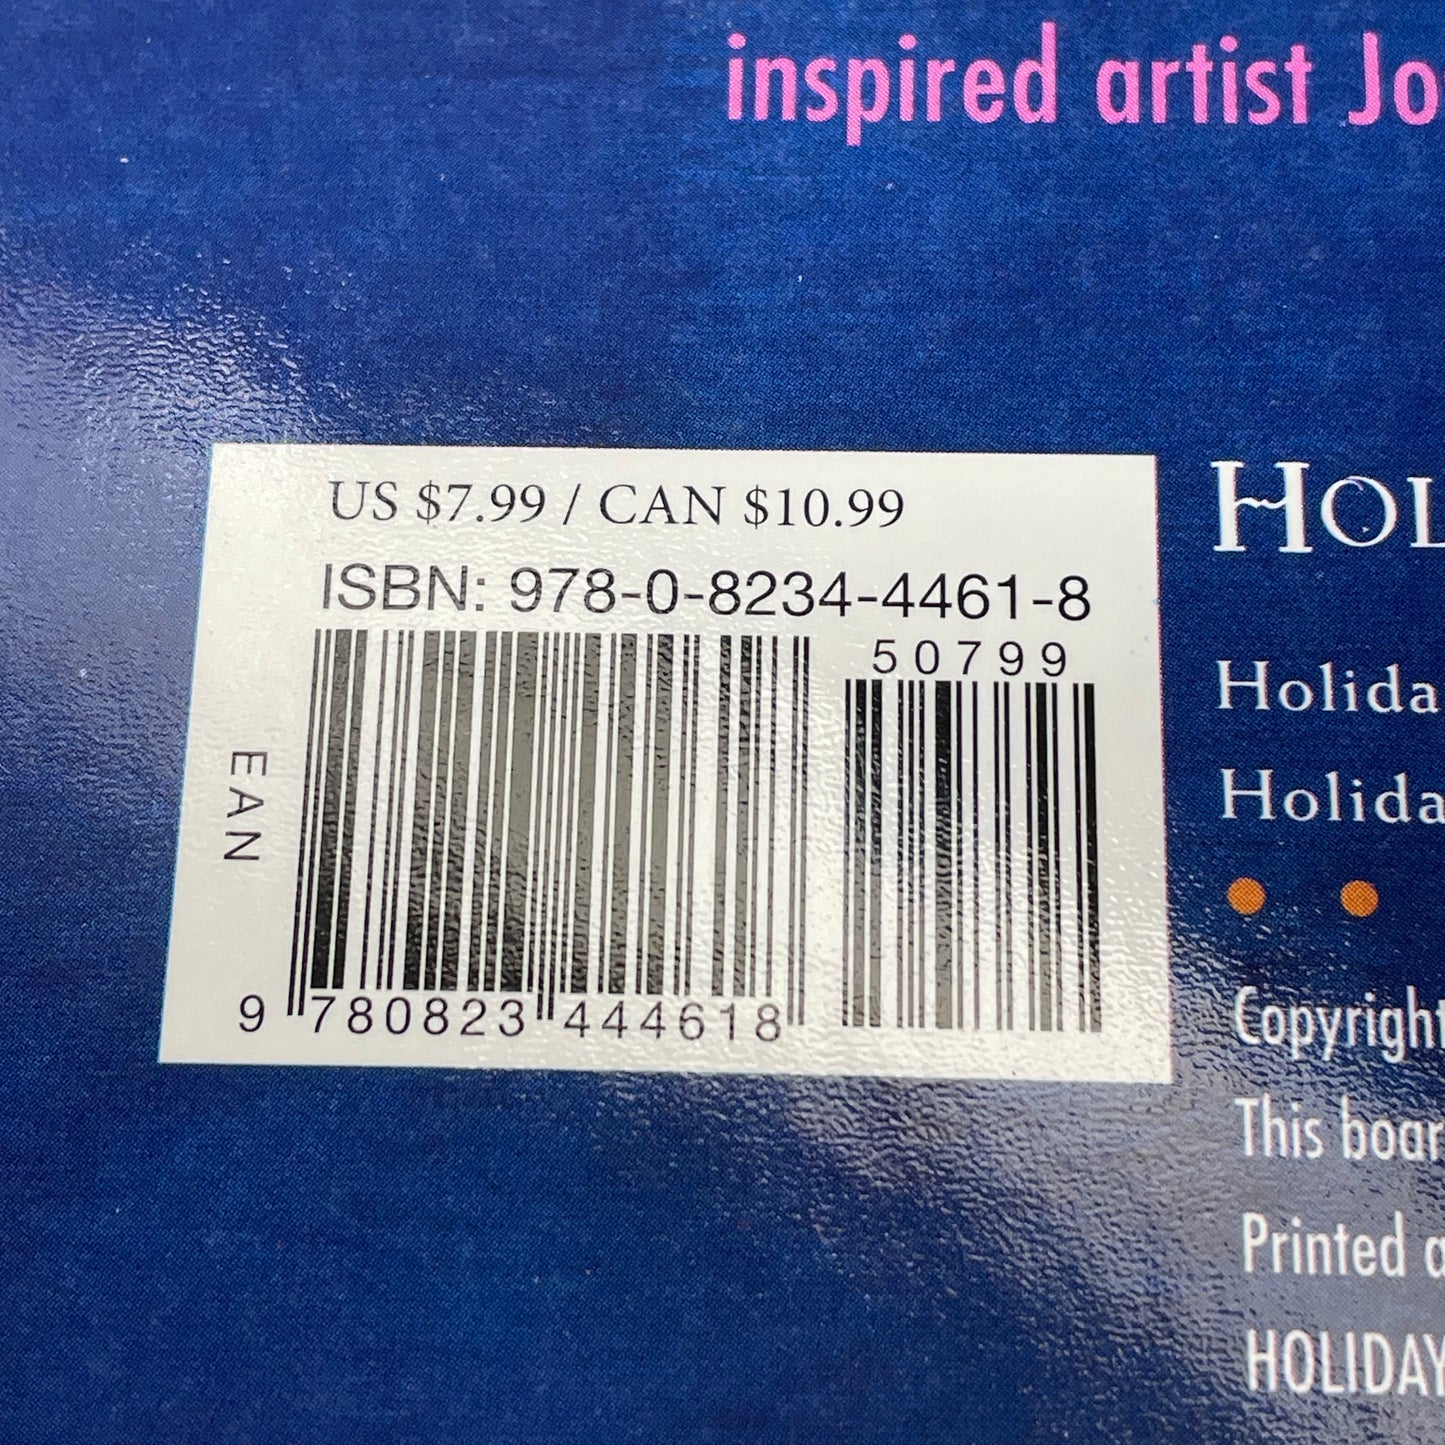 inspired artist Jo
US $7.99 / CAN $10.99
ISBN: 978-0-8234-4461-8
50799
EAN
9 780823 444618
HOL
Holida
Holida
Copyright
This boar
Printed a
HOLIDAY